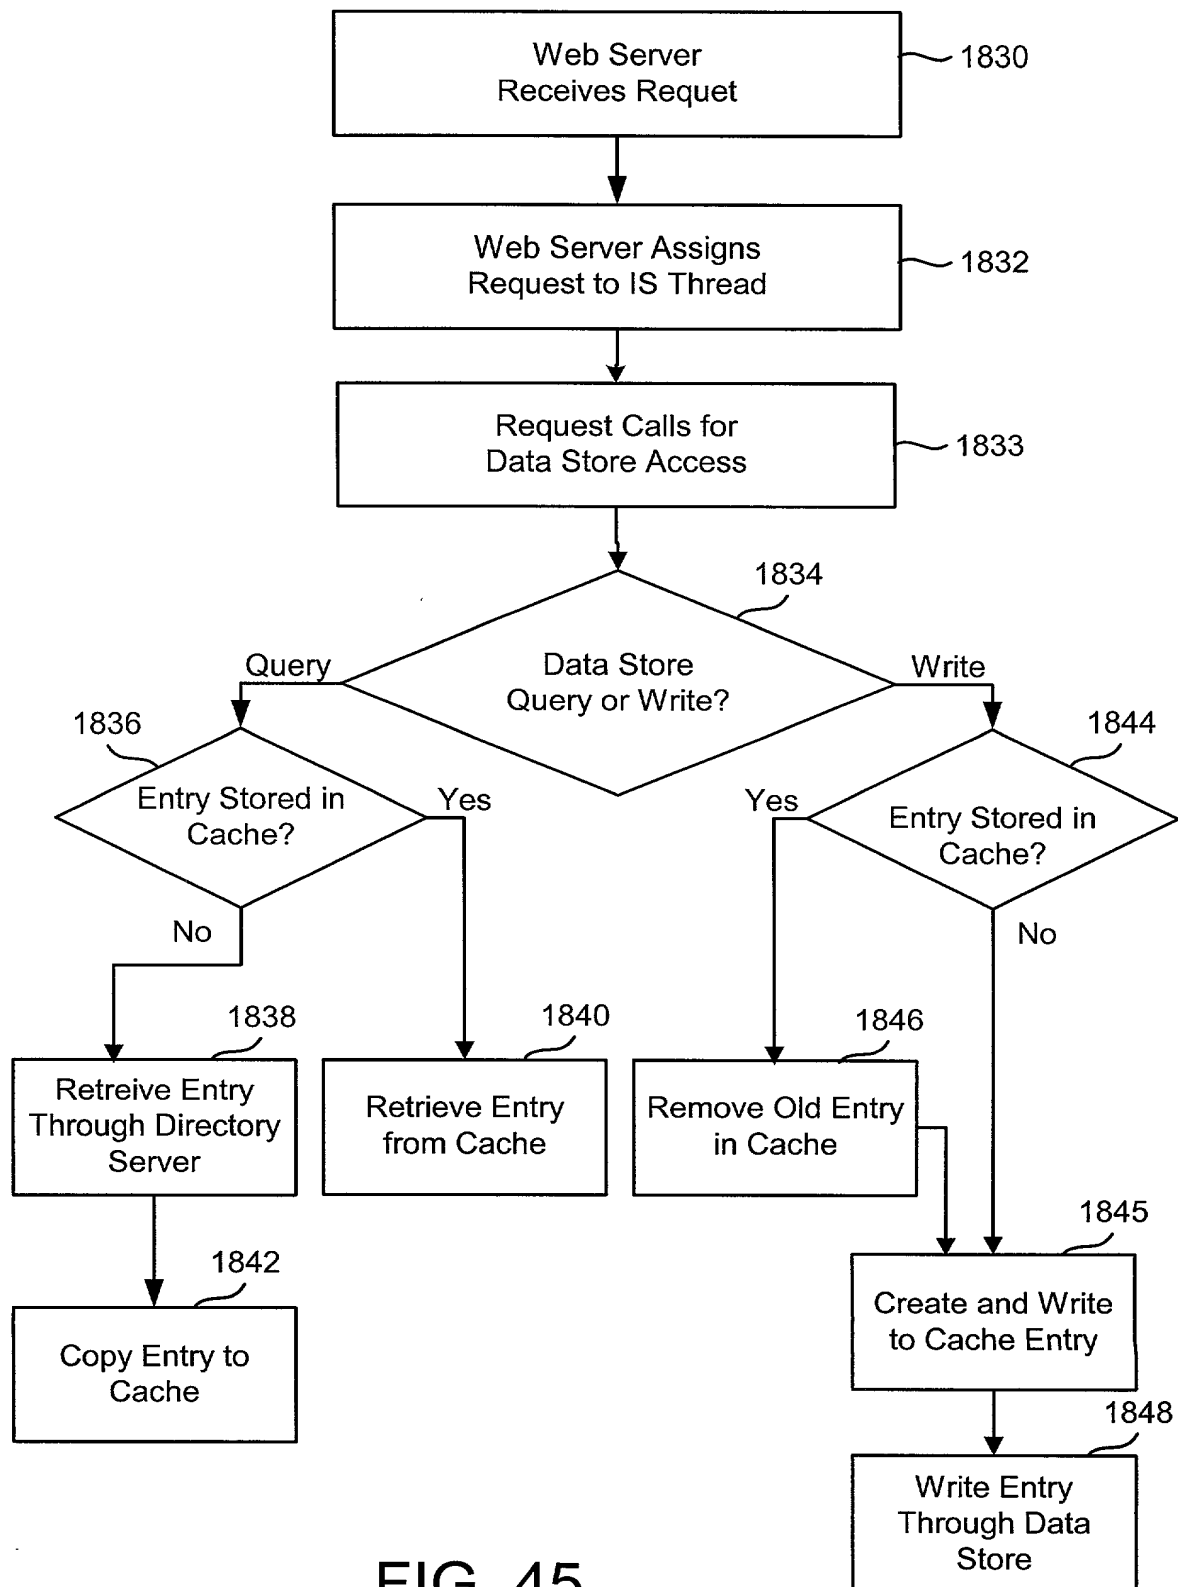 Web Server
Receives Requet
1830
Web Server Assigns
Request to IS Thread
1832
Request Calls for
Data Store Access
1833
1834
Data Store
Query or Write?
Query
Write
1836
Entry Stored in
Cache?
Yes
No
1844
Entry Stored in
Cache?
Yes
No
1838
Retreive Entry
Through Directory
Server
1840
Retrieve Entry
from Cache
1846
Remove Old Entry
in Cache
1842
Copy Entry to
Cache
1845
Create and Write
to Cache Entry
1848
Write Entry
Through Data
Store
FIG. 45